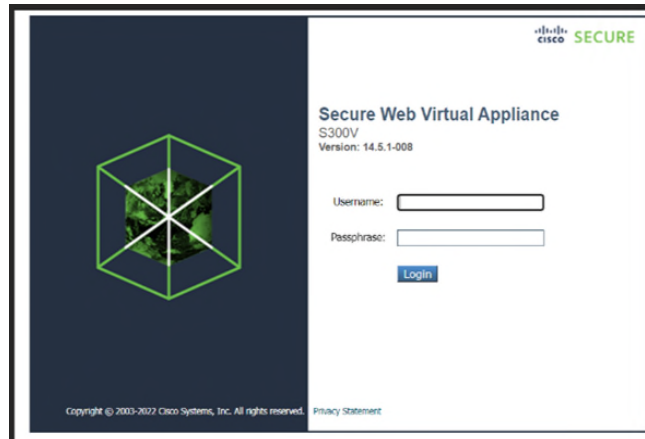 CISCO SECURE
Secure Web Virtual Appliance
S300V
Version: 14.5.1-008
Username:
Passphrase:
Login
Copyright © 2003-2022 Cisco Systems, Inc. All rights reserved. Privacy Statement